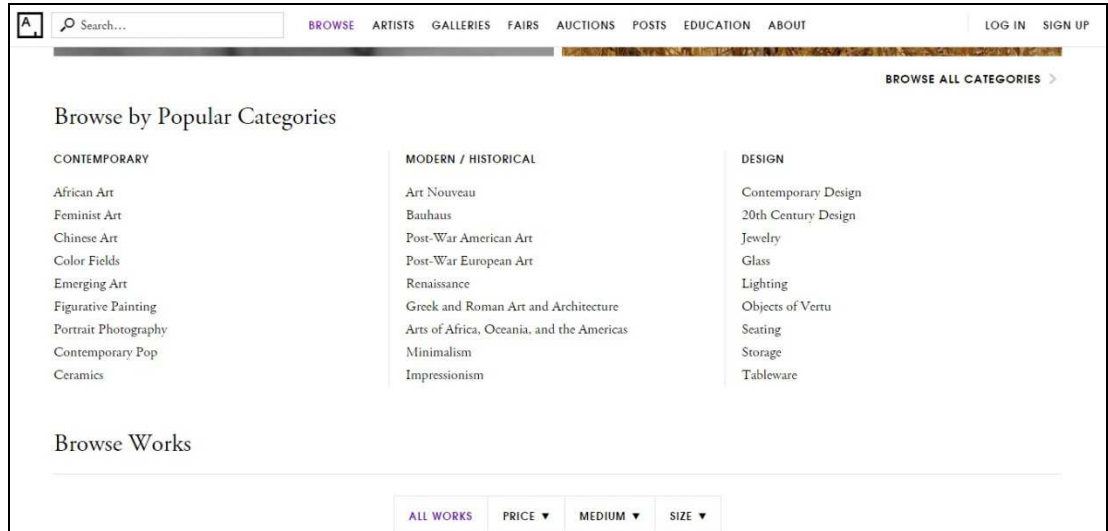 A, Search... BROWSE ARTISTS GALLERIES FAIRS AUCTIONS POSTS EDUCATION ABOUT LOG IN SIGN UP
BROWSE ALL CATEGORIES
Browse by Popular Categories
CONTEMPORARY
African Art
Feminist Art
Chinese Art
Color Fields
Emerging Art
Figurative Painting
Portrait Photography
Contemporary Pop
Ceramics
MODERN / HISTORICAL
Art Nouveau
Bauhaus
Post-War American Art
Post-War European Art
Renaissance
Greek and Roman Art and Architecture
Arts of Africa, Oceania, and the Americas
Minimalism
Impressionism
DESIGN
Contemporary Design
20th Century Design
Jewelry
Glass
Lighting
Objects of Vertu
Seating
Storage
Tableware
Browse Works
ALL WORKS PRICE ▼ MEDIUM ▼ SIZE ▼